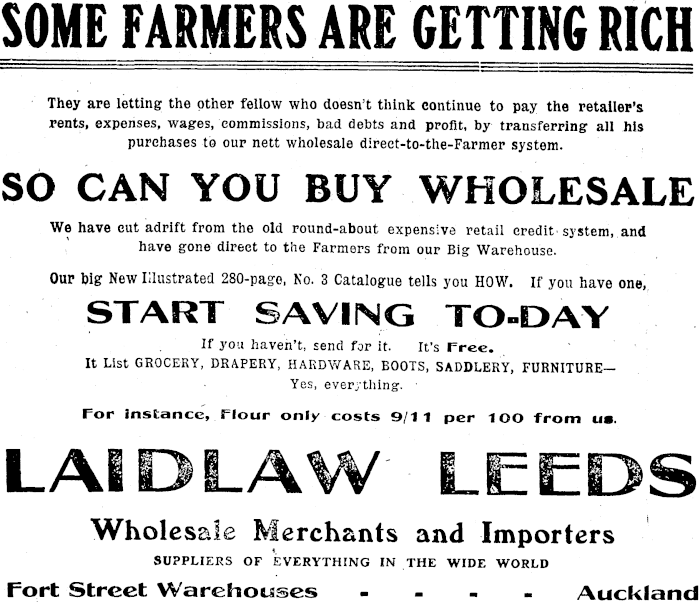 SOME FARMERS ARE GETTING RICH
They are letting the other fellow who doesn't think continue to pay the retailer's
rents, expenses, wages, commissions, bad debts and profit, by transferring all his
purchases to our nett wholesale direct-to-the-Farmer system.
SO CAN YOU BUY WHOLESALE
We have cut adrift from the old round-about expensive retail credit system, and
have gone direct to the Farmers from our Big Warehouse.
Our big New Illustrated 280-page, No. 3 Catalogue tells you HOW. If you have one,
START SAVING TO-DAY
If you haven't, send for it. It's Free.
It List GROCERY, DRAPERY, HARDWARE, BOOTS, SADDLERY, FURNITURE—
Yes, everything.
For instance, Flour only costs 9/11 per 100 from us.
LAIDLAW LEEDS
Wholesale Merchants and Importers
SUPPLIERS OF EVERYTHING IN THE WIDE WORLD
Fort Street Warehouses - - - - Auckland